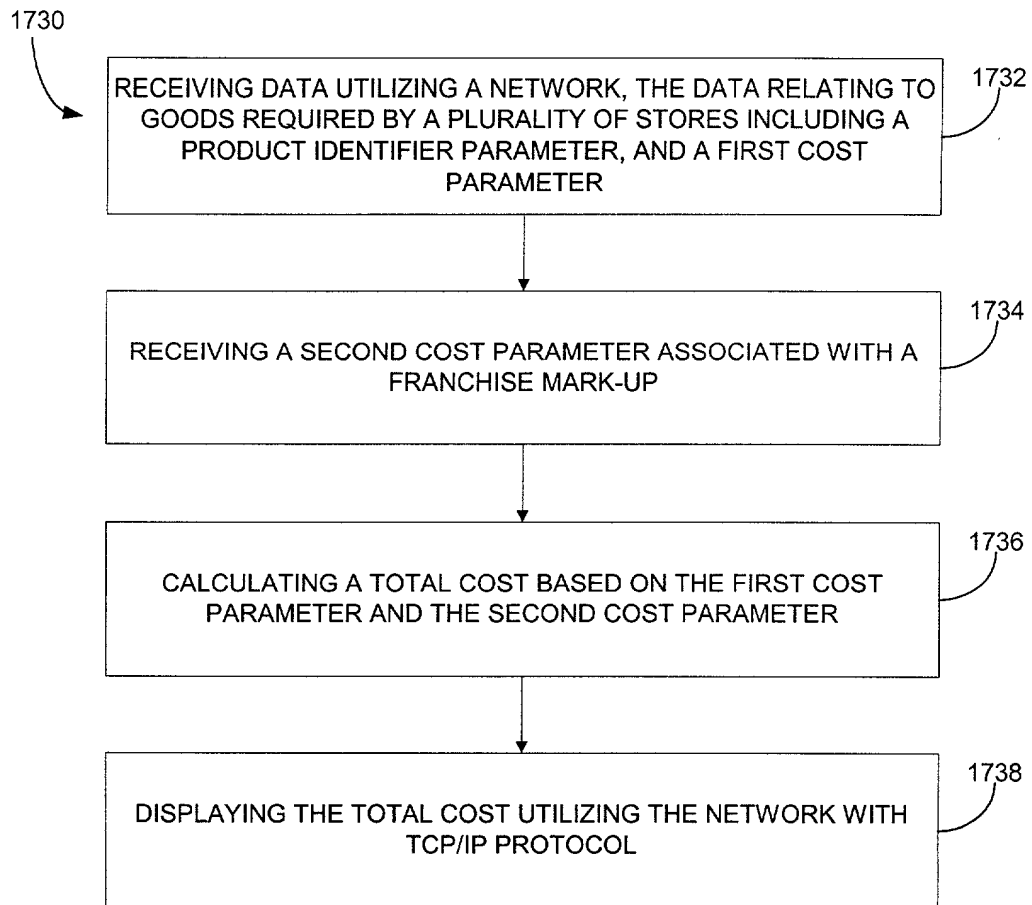 1730
1732
RECEIVING DATA UTILIZING A NETWORK, THE DATA RELATING TO
GOODS REQUIRED BY A PLURALITY OF STORES INCLUDING A
PRODUCT IDENTIFIER PARAMETER, AND A FIRST COST
PARAMETER
1734
RECEIVING A SECOND COST PARAMETER ASSOCIATED WITH A
FRANCHISE MARK-UP
1736
CALCULATING A TOTAL COST BASED ON THE FIRST COST
PARAMETER AND THE SECOND COST PARAMETER
1738
DISPLAYING THE TOTAL COST UTILIZING THE NETWORK WITH
TCP/IP PROTOCOL